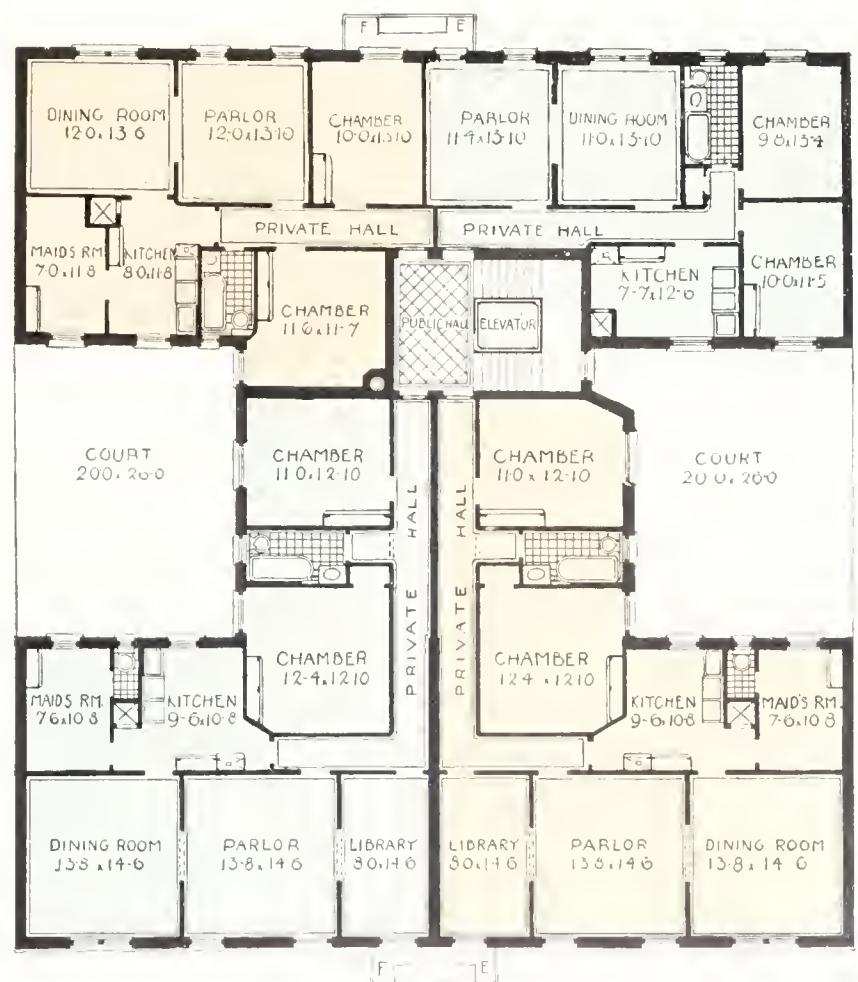 F E
DINING ROOM
12·0 x 13·6
PARLOR
12·0 x 13·10
CHAMBER
10·0 x 13·10
PARLOR
11·4 x 13·10
DINING ROOM
11·0 x 13·10
CHAMBER
9·8 x 13·4
PRIVATE HALL
PRIVATE HALL
MAID'S RM.
7·0 x 11·8
KITCHEN
8·0 x 11·8
CHAMBER
11·6 x 11·7
PUBLIC HALL
ELEVATOR
KITCHEN
7-7 x 12-6
CHAMBER
10·0 x 11·5
COURT
20·0 x 26·0
CHAMBER
11·0 x 12·10
PRIVATE HALL
PRIVATE HALL
CHAMBER
11·0 x 12·10
COURT
20·0 x 26·0
CHAMBER
12·4 x 12·10
CHAMBER
12·4 x 12·10
MAID'S RM.
7·6 x 10·8
KITCHEN
9-6 x 10·8
KITCHEN
9-6 x 10·8
MAID'S RM.
7-6 x 10·8
DINING ROOM
13·8 x 14·6
PARLOR
13·8 x 14·6
LIBRARY
8·0 x 14·6
LIBRARY
8·0 x 14·6
PARLOR
13·8 x 14·6
DINING ROOM
13·8 x 14·6
F E